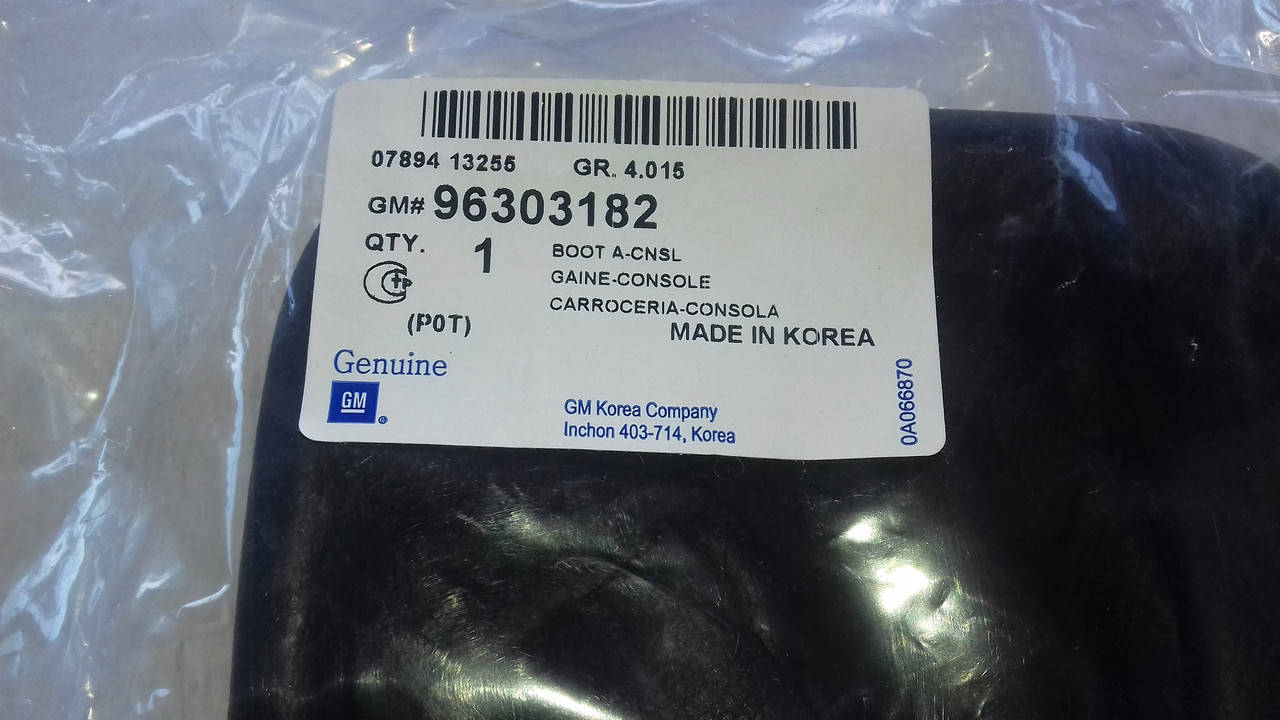 07894 13255 GR. 4.015
GM# 96303182
QTY. 1
BOOT A-CNSL
GAINE-CONSOLE
CARROCERIA-CONSOLA
(P0T)
MADE IN KOREA
Genuine
GM
®
GM Korea Company
Inchon 403-714, Korea
0A066870